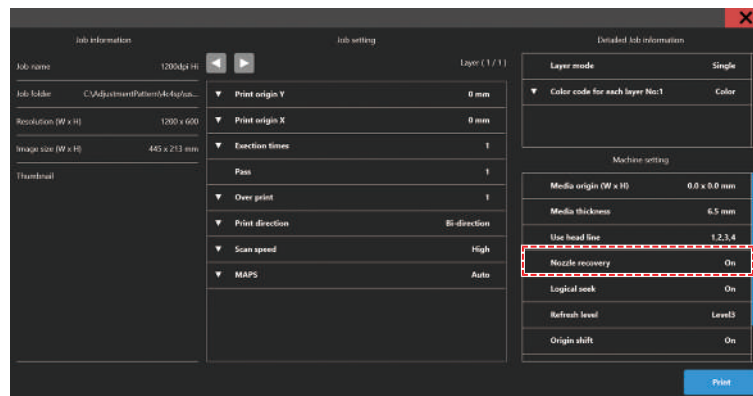 Job information
Job name 1200dpi Hi
Job folder C:\AdjustmentPattern\4c4sp\us...
Resolution (W x H) 1200 x 600
Image size (W x H) 445 x 213 mm
Thumbnail
Job setting
Layer ( 1 / 1 )
Print origin Y 0 mm
Print origin X 0 mm
Exection times 1
Pass 1
Over print 1
Print direction Bi-direction
Scan speed High
MAPS Auto
Detailed Job information
Layer mode Single
Color code for each layer No:1 Color
Machine setting
Media origin (W x H) 0.0 x 0.0 mm
Media thickness 6.5 mm
Use head line 1,2,3,4
Nozzle recovery On
Logical seek On
Refresh level Level3
Origin shift On
Print